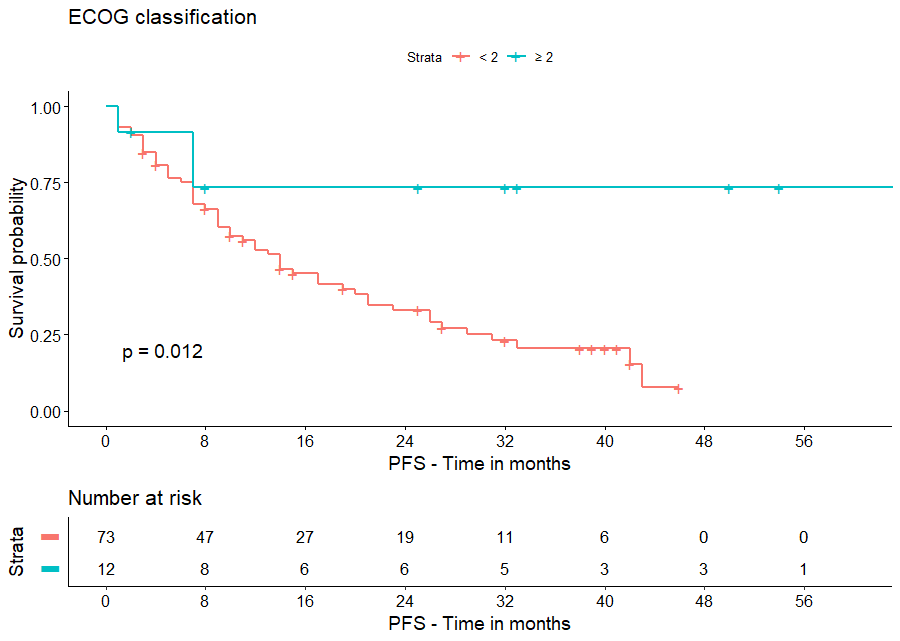 ECOG classification
Strata < 2 ≥ 2
Survival probability
1.00
0.75
0.50
0.25
0.00
p = 0.012
0 8 16 24 32 40 48 56
PFS - Time in months
Number at risk
Strata
73 47 27 19 11 6 0 0
12 8 6 6 5 3 3 1
0 8 16 24 32 40 48 56
PFS - Time in months